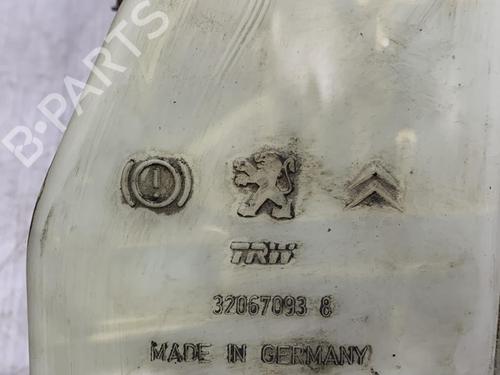 B-PARTS
TRW
32067093 8
MADE IN GERMANY